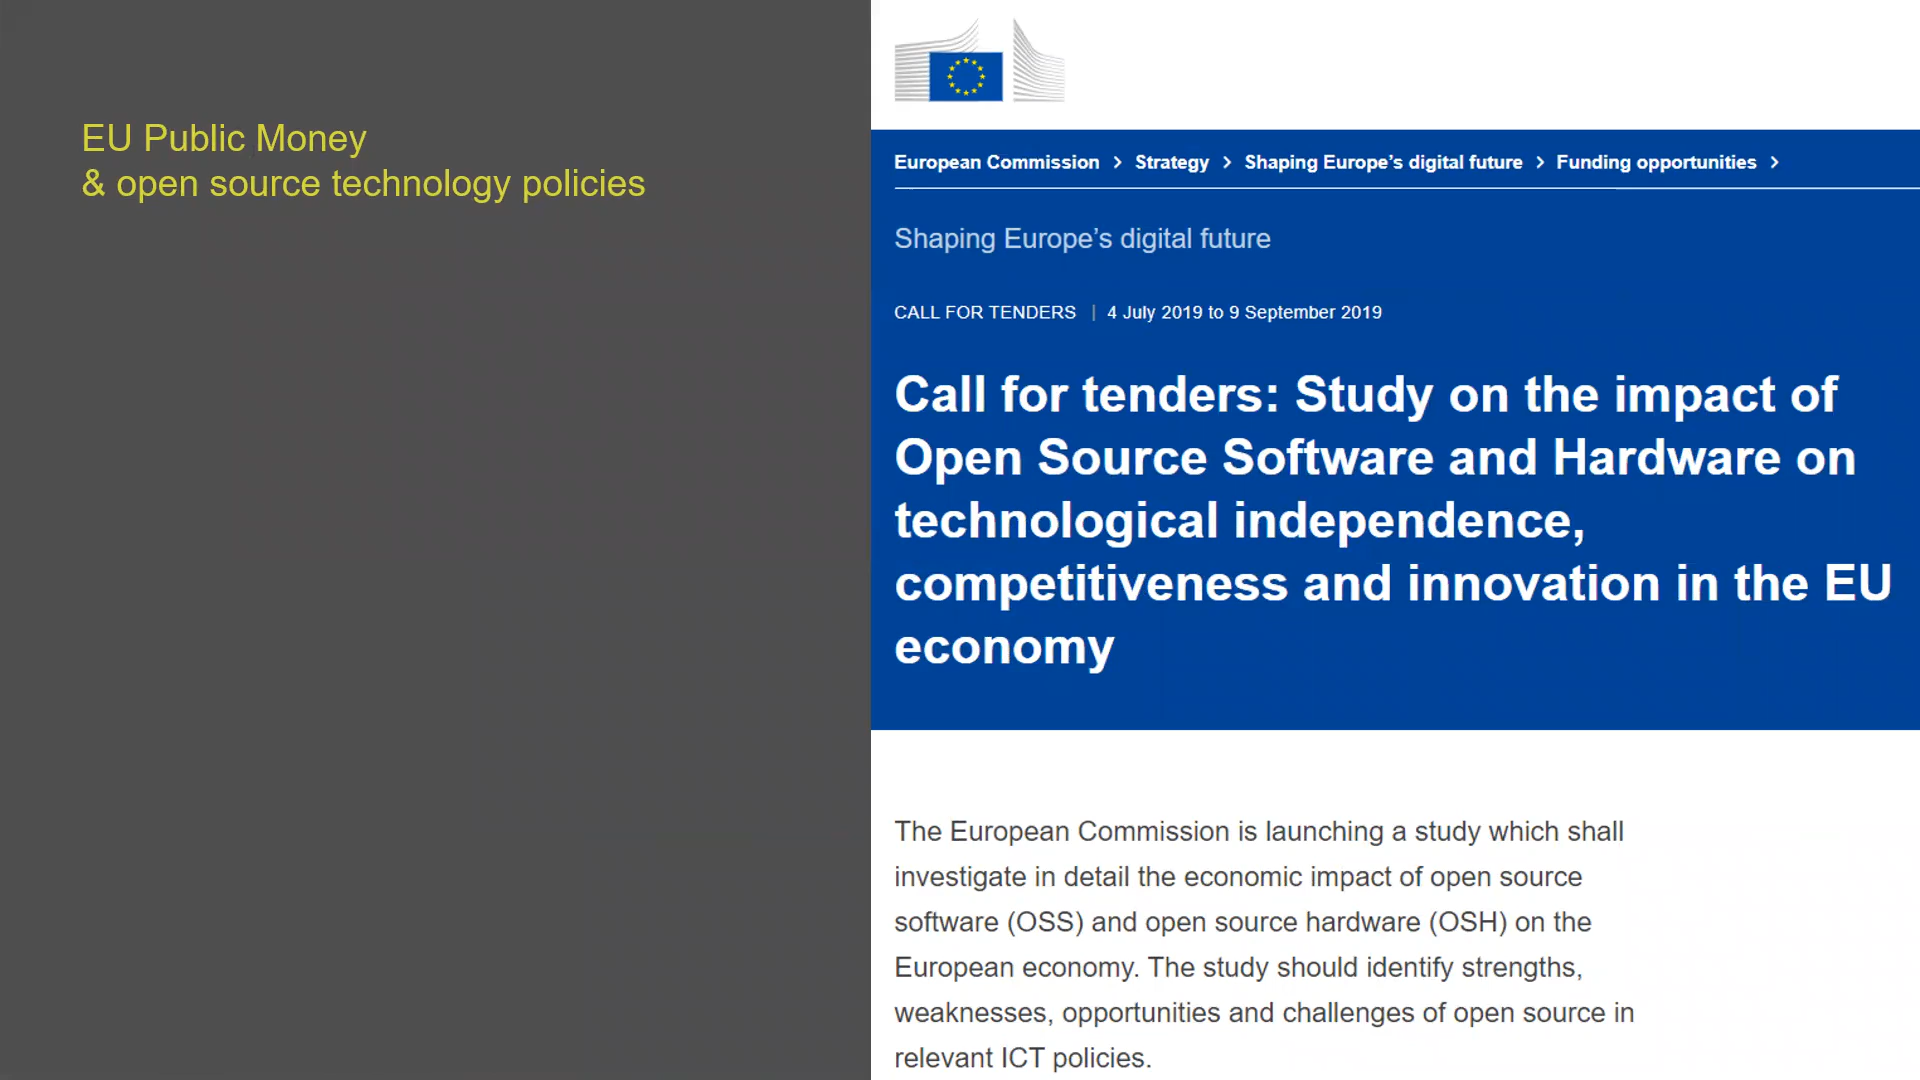 EU Public Money
& open source technology policies
European Commission > Strategy > Shaping Europe’s digital future > Funding opportunities >
Shaping Europe’s digital future
CALL FOR TENDERS | 4 July 2019 to 9 September 2019
Call for tenders: Study on the impact of
Open Source Software and Hardware on
technological independence,
competitiveness and innovation in the EU
economy
The European Commission is launching a study which shall
investigate in detail the economic impact of open source
software (OSS) and open source hardware (OSH) on the
European economy. The study should identify strengths,
weaknesses, opportunities and challenges of open source in
relevant ICT policies.